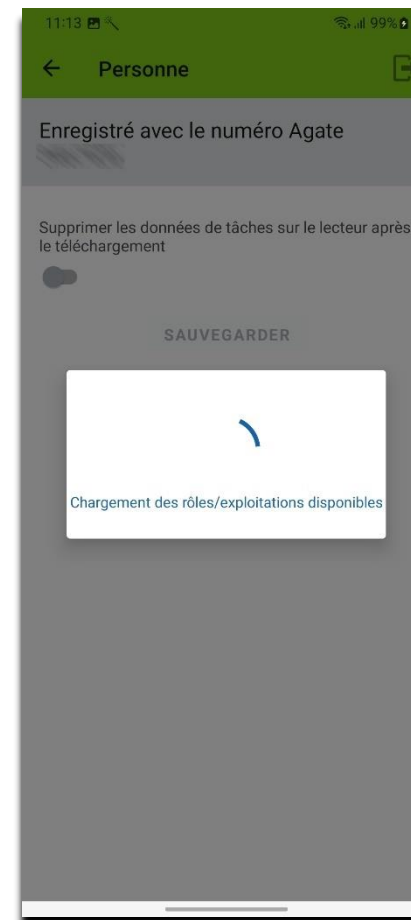 11:13 99%
Personne
Enregistré avec le numéro Agate
Supprimer les données de tâches sur le lecteur après
le téléchargement
SAUVEGARDER
Chargement des rôles/exploitations disponibles